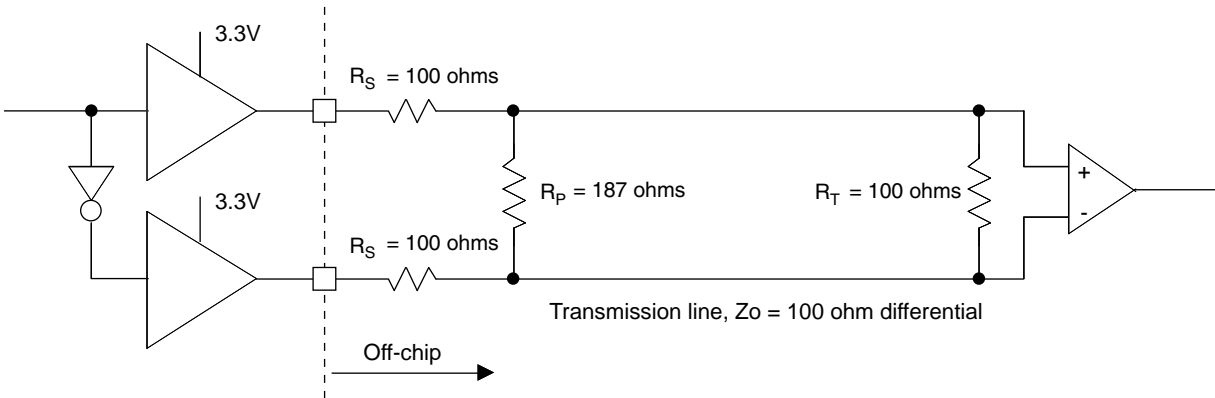 3.3V
R_S = 100 ohms
3.3V
R_P = 187 ohms
R_T = 100 ohms
+
-
R_S = 100 ohms
Transmission line, Zo = 100 ohm differential
Off-chip